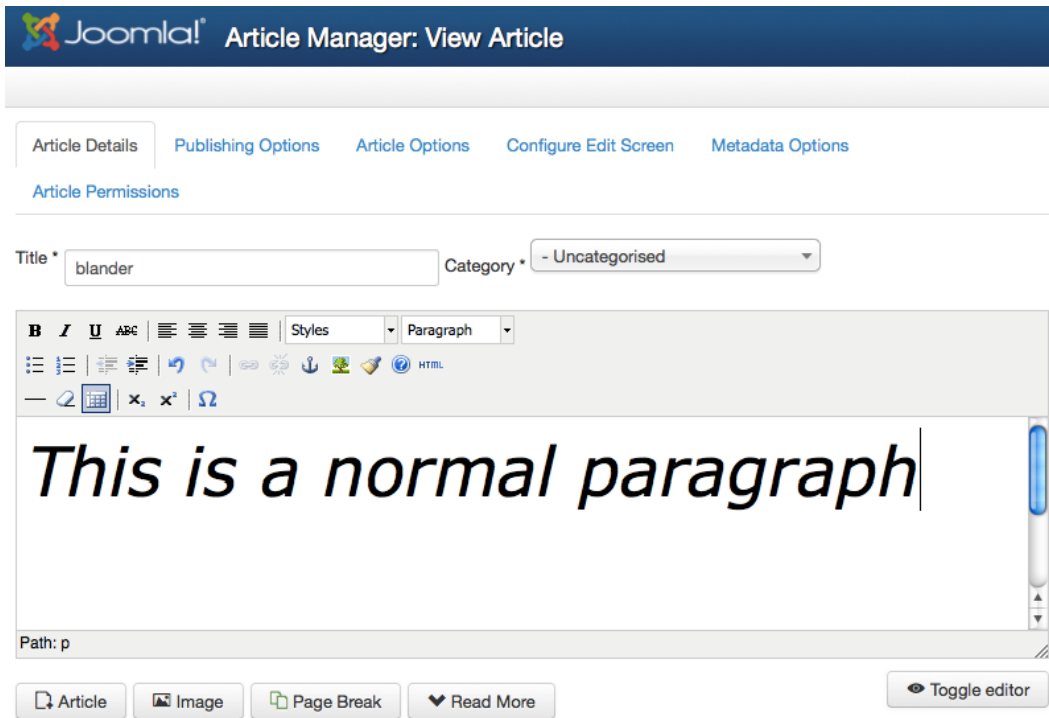 Joomla! Article Manager: View Article
Article Details Publishing Options Article Options Configure Edit Screen Metadata Options
Article Permissions
Title * blander Category * - Uncategorised
B I U ABC Styles Paragraph
HTML
x₂ x² Ω
This is a normal paragraph
Path: p
Article Image Page Break Read More Toggle editor